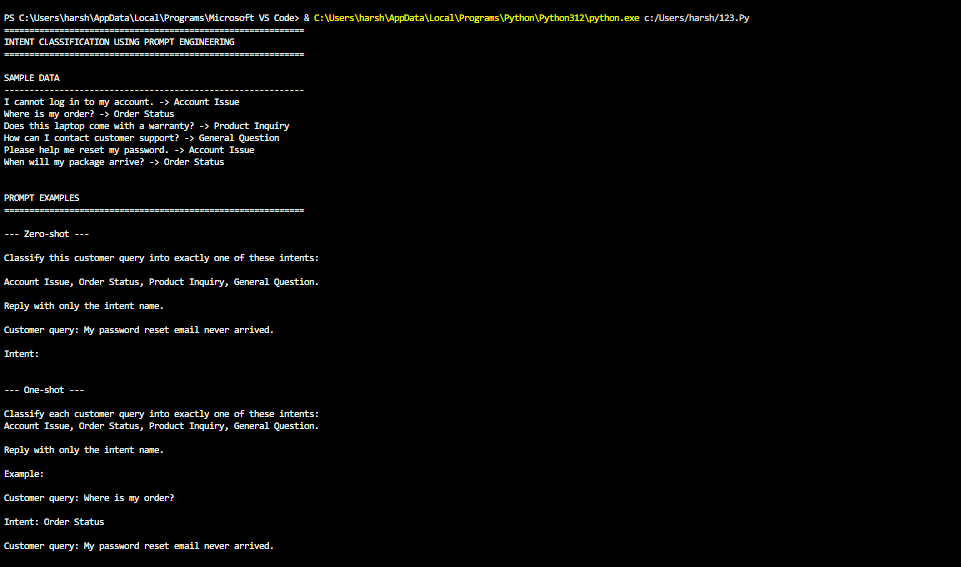 PS C:\Users\harsh\AppData\Local\Programs\Microsoft VS Code> & C:\Users\harsh\AppData\Local\Programs\Python\Python312\python.exe c:/Users/harsh/123.Py
============================================================
INTENT CLASSIFICATION USING PROMPT ENGINEERING
============================================================
SAMPLE DATA
------------------------------------------------------------
I cannot log in to my account. -> Account Issue
Where is my order? -> Order Status
Does this laptop come with a warranty? -> Product Inquiry
How can I contact customer support? -> General Question
Please help me reset my password. -> Account Issue
When will my package arrive? -> Order Status
PROMPT EXAMPLES
============================================================
--- Zero-shot ---
Classify this customer query into exactly one of these intents:
Account Issue, Order Status, Product Inquiry, General Question.
Reply with only the intent name.
Customer query: My password reset email never arrived.
Intent:
--- One-shot ---
Classify each customer query into exactly one of these intents:
Account Issue, Order Status, Product Inquiry, General Question.
Reply with only the intent name.
Example:
Customer query: Where is my order?
Intent: Order Status
Customer query: My password reset email never arrived.